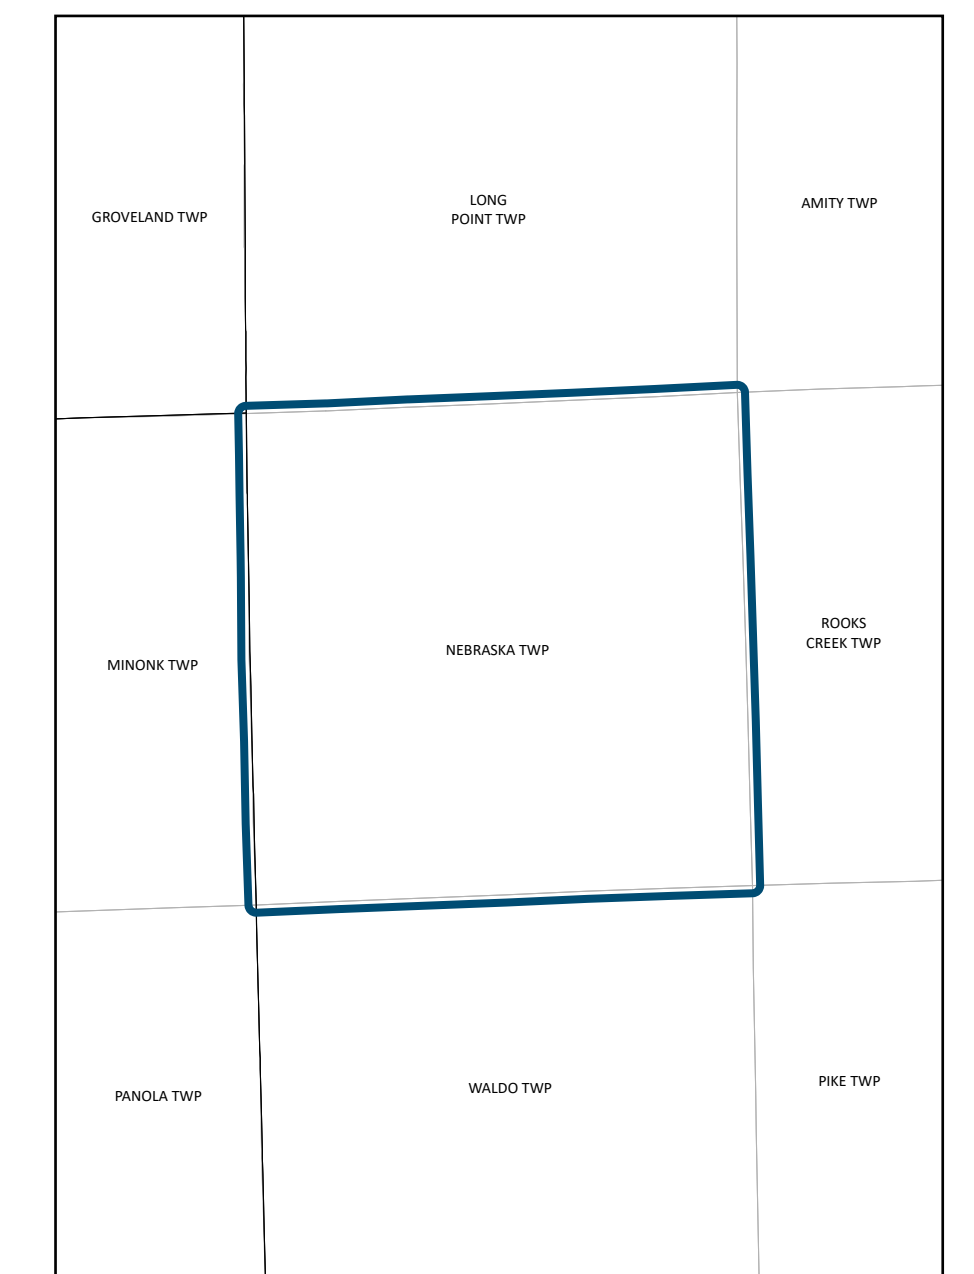 GROVELAND TWP
LONG
POINT TWP
AMITY TWP
MINONK TWP
NEBRASKA TWP
ROOKS
CREEK TWP
PANOLA TWP
WALDO TWP
PIKE TWP